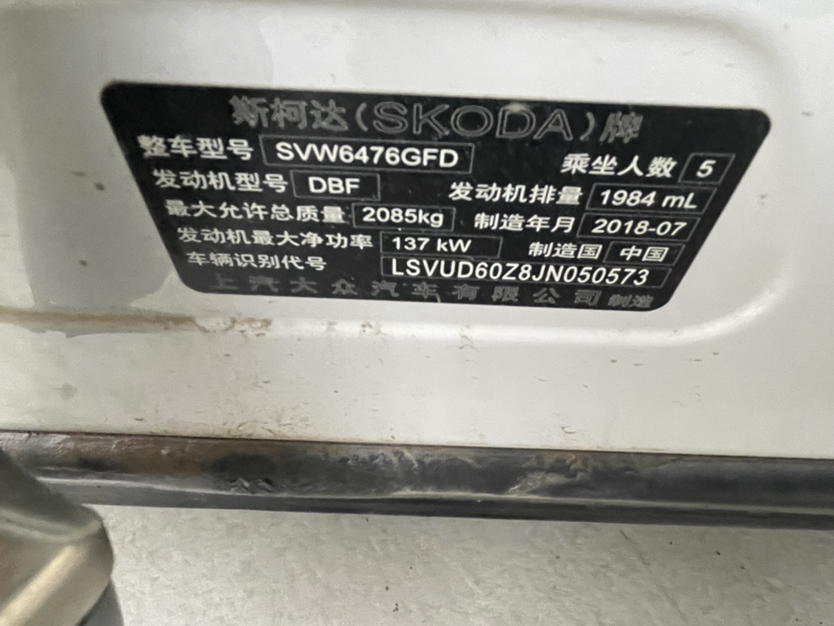 斯柯达(SKODA)牌
整车型号 SVW6476GFD 乘坐人数 5
发动机型号 DBF 发动机排量 1984 mL
最大允许总质量 2085kg 制造年月 2018-07
发动机最大净功率 137 kW 制造国 中国
车辆识别代号 LSVUD60Z8JN050573
上汽大众汽车有限公司 制造